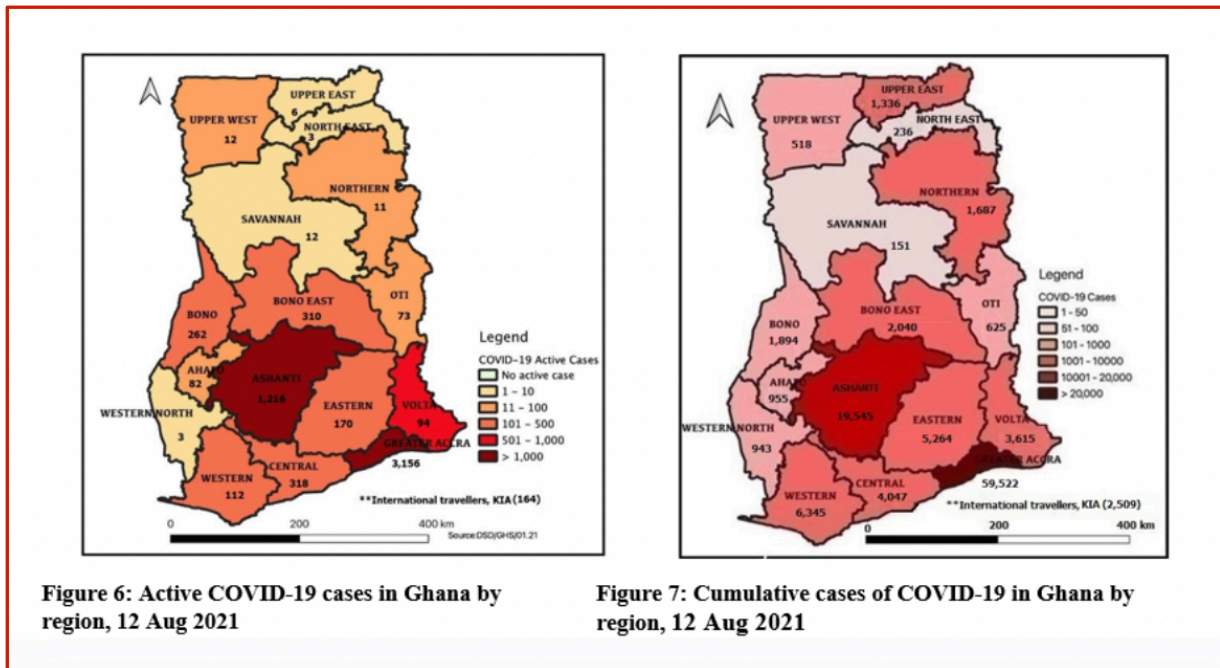 UPPER EAST
6
UPPER WEST
12
NORTH EAST
3
NORTHERN
11
SAVANNAH
12
OTI
73
BONO EAST
310
BONO
262
AHAFO
82
ASHANTI
1,216
EASTERN
170
VOLTA
94
WESTERN NORTH
3
GREATER ACCRA
3,156
CENTRAL
318
WESTERN
112
**International travellers, KIA (164)
0 200 400 km
Source:DSD/GHS/01.21
Legend
COVID-19 Active Cases
No active case
1 - 10
11 - 100
101 - 500
501 - 1,000
> 1,000
Figure 6: Active COVID-19 cases in Ghana by
region, 12 Aug 2021
UPPER EAST
1,336
UPPER WEST
518
NORTH EAST
236
NORTHERN
1,687
SAVANNAH
151
OTI
625
BONO EAST
2,040
BONO
1,894
AHAFO
955
ASHANTI
19,545
EASTERN
5,264
VOLTA
3,615
WESTERN NORTH
943
GREATER ACCRA
59,522
CENTRAL
4,047
WESTERN
6,345
**International travellers, KIA (2,509)
0 200 400 km
Legend
COVID-19 Cases
1 - 50
51 - 100
101 - 1000
1001 - 10000
10001 - 20,000
> 20,000
Figure 7: Cumulative cases of COVID-19 in Ghana by
region, 12 Aug 2021